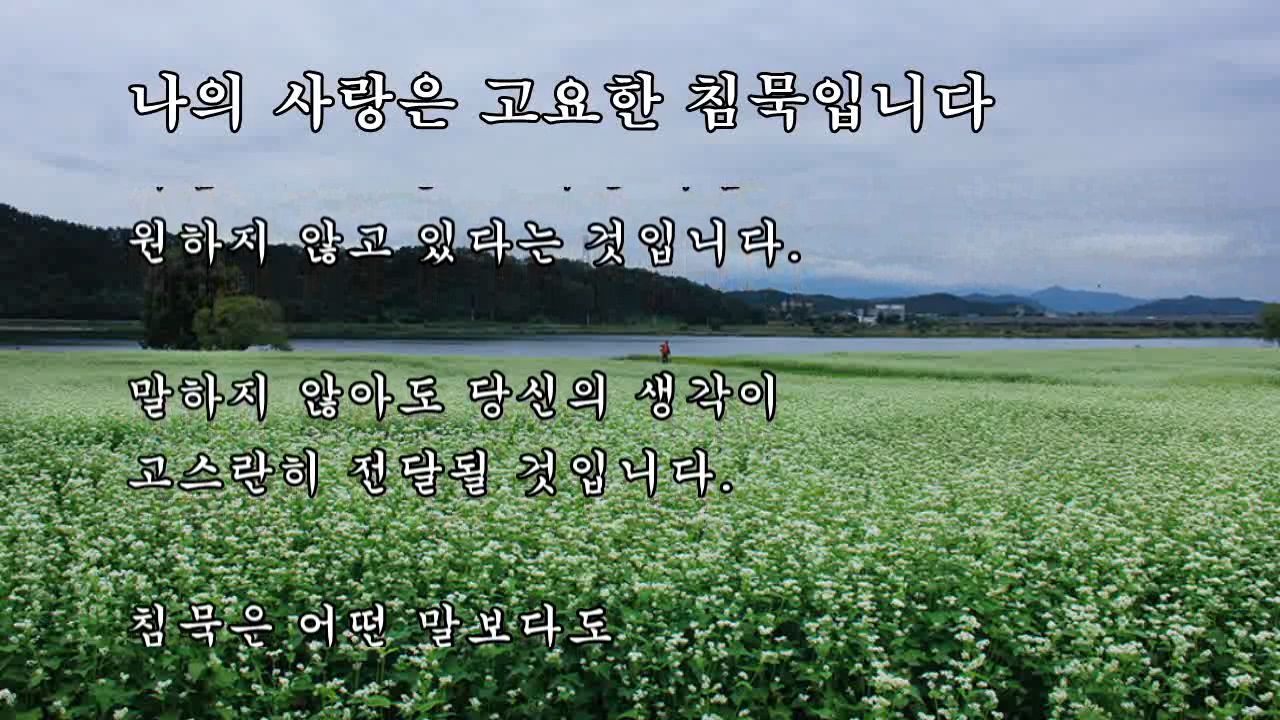 나의 사랑은 고요한 침묵입니다
원하지 않고 있다는 것입니다.
말하지 않아도 당신의 생각이
고스란히 전달될 것입니다.
침묵은 어떤 말보다도